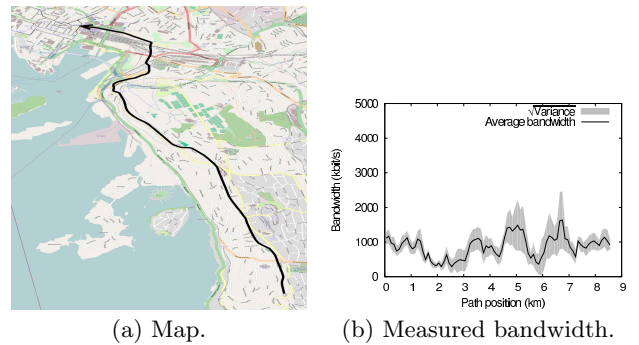 5000
4000
3000
2000
1000
0
Bandwidth (kbit/s)
√Variance
Average bandwidth
0 1 2 3 4 5 6 7 8 9
Path position (km)
(a) Map.
(b) Measured bandwidth.